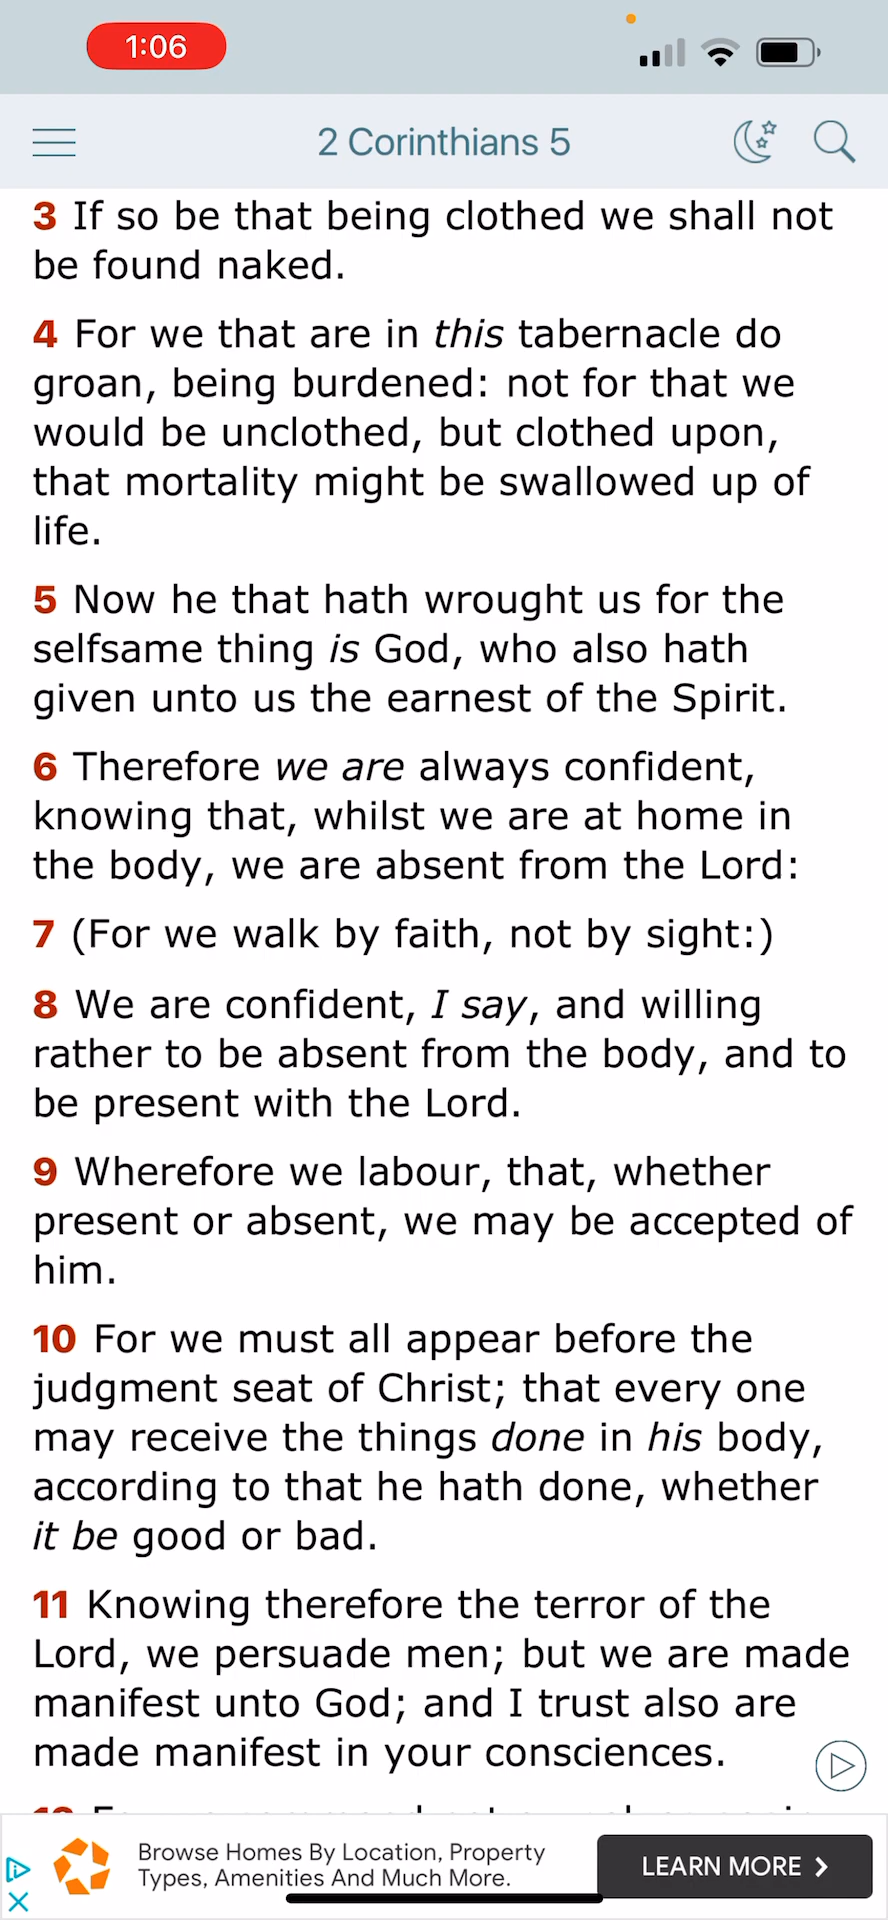 1:06
2 Corinthians 5
3 If so be that being clothed we shall not
be found naked.
4 For we that are in this tabernacle do
groan, being burdened: not for that we
would be unclothed, but clothed upon,
that mortality might be swallowed up of
life.
5 Now he that hath wrought us for the
selfsame thing is God, who also hath
given unto us the earnest of the Spirit.
6 Therefore we are always confident,
knowing that, whilst we are at home in
the body, we are absent from the Lord:
7 (For we walk by faith, not by sight:)
8 We are confident, I say, and willing
rather to be absent from the body, and to
be present with the Lord.
9 Wherefore we labour, that, whether
present or absent, we may be accepted of
him.
10 For we must all appear before the
judgment seat of Christ; that every one
may receive the things done in his body,
according to that he hath done, whether
it be good or bad.
11 Knowing therefore the terror of the
Lord, we persuade men; but we are made
manifest unto God; and I trust also are
made manifest in your consciences.
Browse Homes By Location, Property
Types, Amenities And Much More.
LEARN MORE